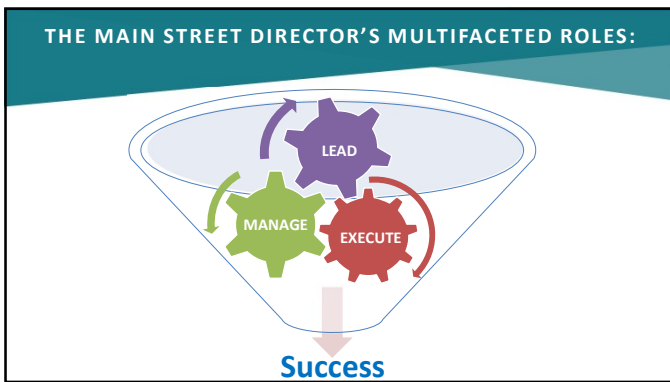 THE MAIN STREET DIRECTOR'S MULTIFACETED ROLES:
LEAD
MANAGE
EXECUTE
Success